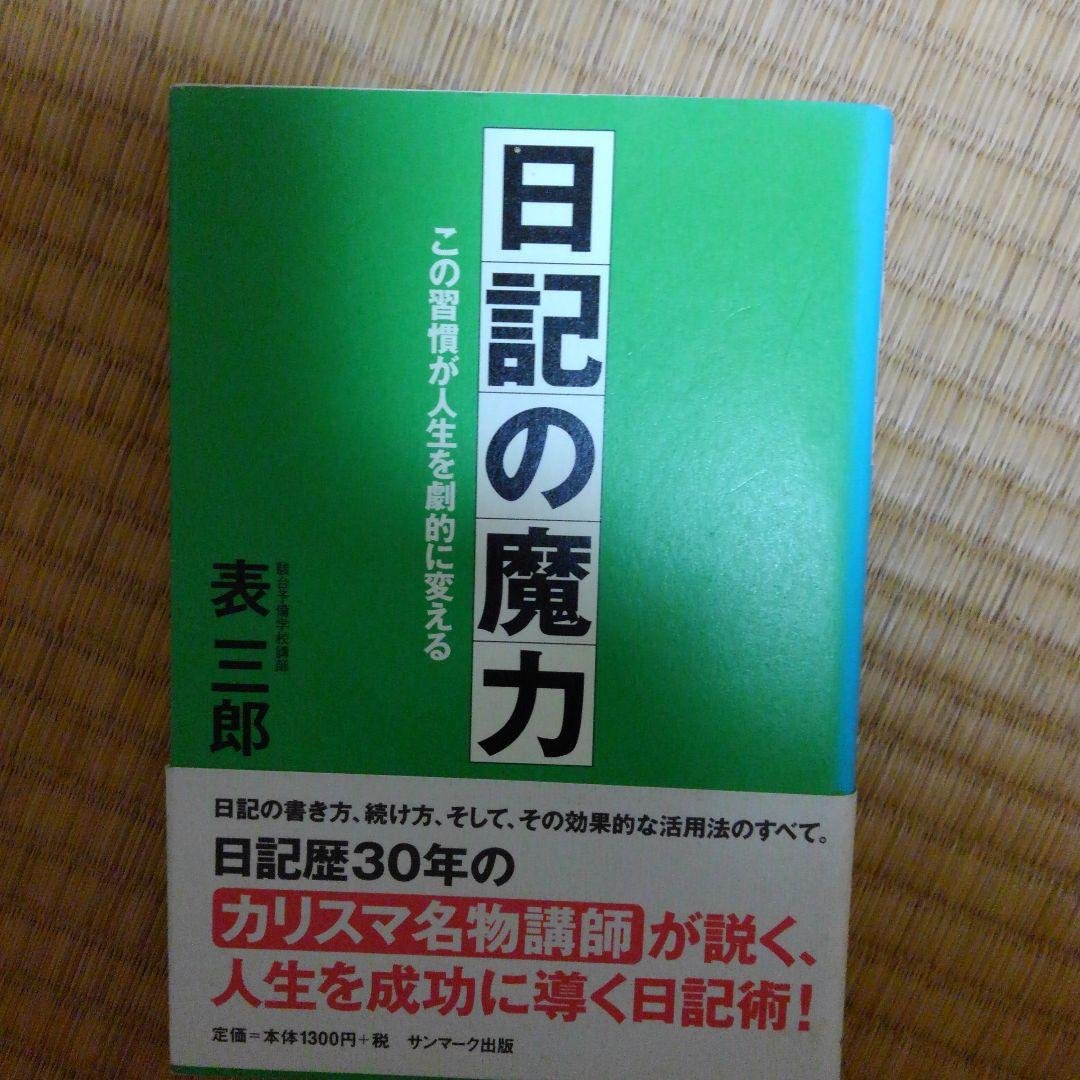 日記の魔力
この習慣が人生を劇的に変える
駿台予備学校講師
表 三郎
日記の書き方、続け方、そして、その効果的な活用法のすべて。
日記歴30年の
カリスマ名物講師が説く、
人生を成功に導く日記術!
定価=本体1300円+税 サンマーク出版